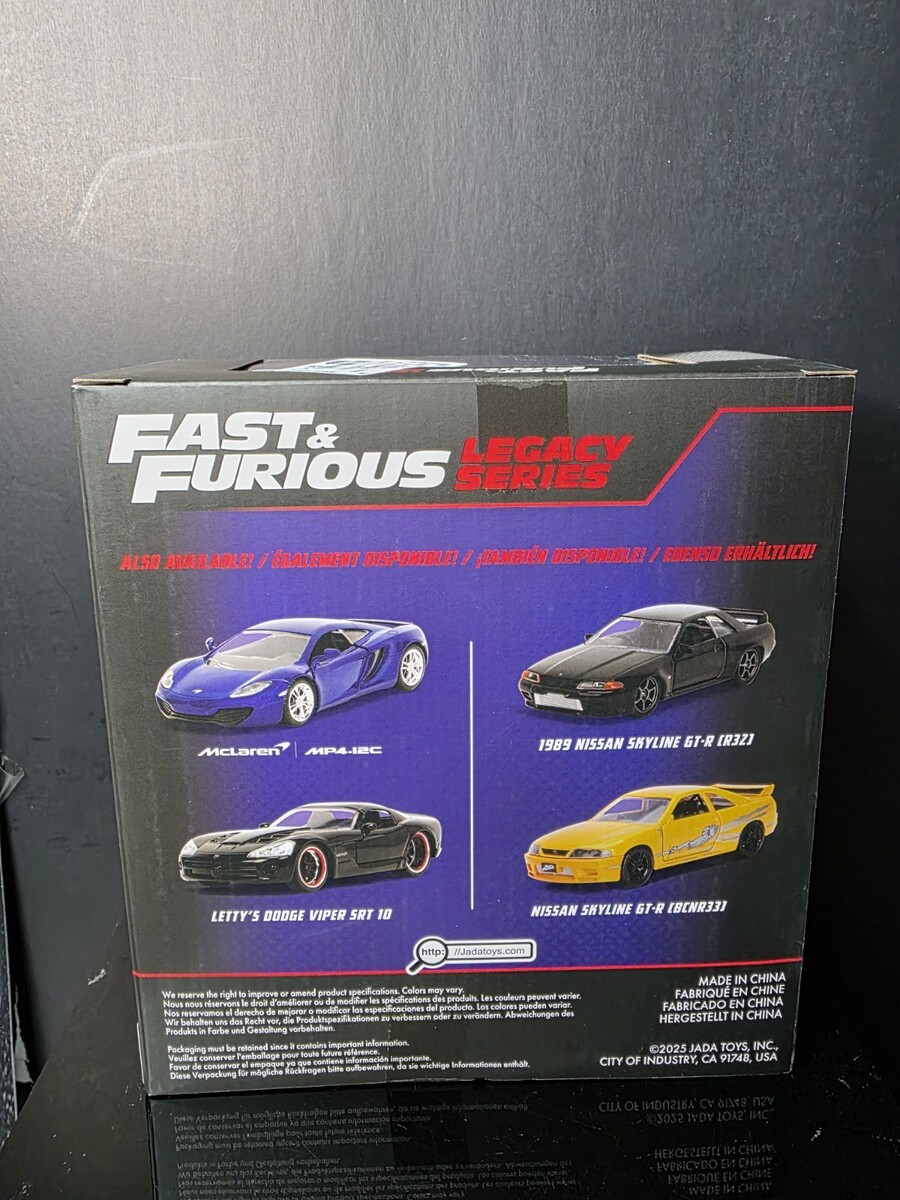 FAST &
FURIOUS
LEGACY
SERIES
ALSO AVAILABLE! / ÉGALEMENT DISPONIBLE! / ¡TAMBIÉN DISPONIBLE! / EBENSO ERHÄLTLICH!
McLaren | MP4-12C
1989 NISSAN SKYLINE GT-R (R32)
LETTY'S DODGE VIPER SRT 10
NISSAN SKYLINE GT-R (BCNR33)
http: //Jadatoys.com
We reserve the right to improve or amend product specifications. Colors may vary.
Nous nous réservons le droit d'améliorer ou de modifier les spécifications des produits. Les couleurs peuvent varier.
Nos reservamos el derecho de mejorar o modificar las especificaciones del producto. Los colores pueden variar.
Wir behalten uns das Recht vor, die Produktspezifikationen zu verbessern oder zu verändern. Abweichungen des
Produkts in Farbe und Gestaltung vorbehalten.
Packaging must be retained since it contains important information.
Veuillez conserver l'emballage pour toute future référence.
Favor de conservar el empaque ya que contiene información importante.
Diese Verpackung für mögliche Rückfragen bitte aufbewahren, da sie wichtige Informationen enthält.
MADE IN CHINA
FABRIQUÉ EN CHINE
FABRICADO EN CHINA
HERGESTELLT IN CHINA
©2025 JADA TOYS, INC.,
CITY OF INDUSTRY, CA 91748, USA